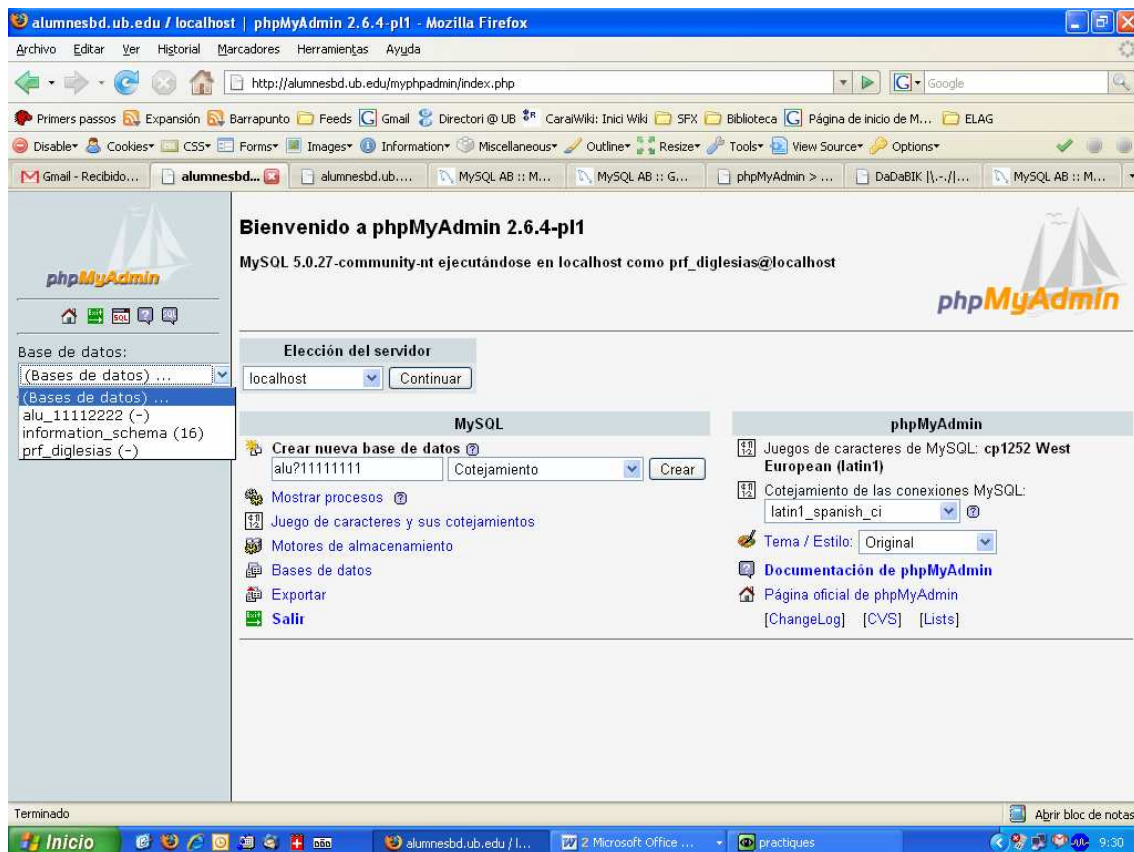 alumnesbd.ub.edu / localhost | phpMyAdmin 2.6.4-pl1 - Mozilla Firefox
Archivo Editar Ver Historial Marcadores Herramientas Ayuda
http://alumnesbd.ub.edu/myphpadmin/index.php
Google
Primers passos Expansión Barrapunto Feeds Gmail Directori @ UB CaraiWiki: Inici Wiki SFX Biblioteca Página de inicio de M... ELAG
Disable Cookies CSS Forms Images Information Miscellaneous Outline Resize Tools View Source Options
Gmail - Recibido... alumnesbd... alumnesbd.ub.... MySQL AB :: M... MySQL AB :: G... phpMyAdmin > ... DaDaBIK |\.-./|... MySQL AB :: M...
phpMyAdmin
SQL
Base de datos:
(Bases de datos) ...
(Bases de datos) ...
alu_11112222 (-)
information_schema (16)
prf_diglesias (-)
Bienvenido a phpMyAdmin 2.6.4-pl1
MySQL 5.0.27-community-nt ejecutándose en localhost como prf_diglesias@localhost
phpMyAdmin
Elección del servidor
localhost Continuar
MySQL
Crear nueva base de datos
alu?11111111 Cotejamiento Crear
Mostrar procesos
Juego de caracteres y sus cotejamientos
Motores de almacenamiento
Bases de datos
Exportar
Salir
phpMyAdmin
Juegos de caracteres de MySQL: cp1252 West
European (latin1)
Cotejamiento de las conexiones MySQL:
latin1_spanish_ci
Tema / Estilo: Original
Documentación de phpMyAdmin
Página oficial de phpMyAdmin
[ChangeLog] [CVS] [Lists]
Terminado
Abrir bloc de notas
Inicio
alumnesbd.ub.edu / l...
2 Microsoft Office ...
practiques
9:30